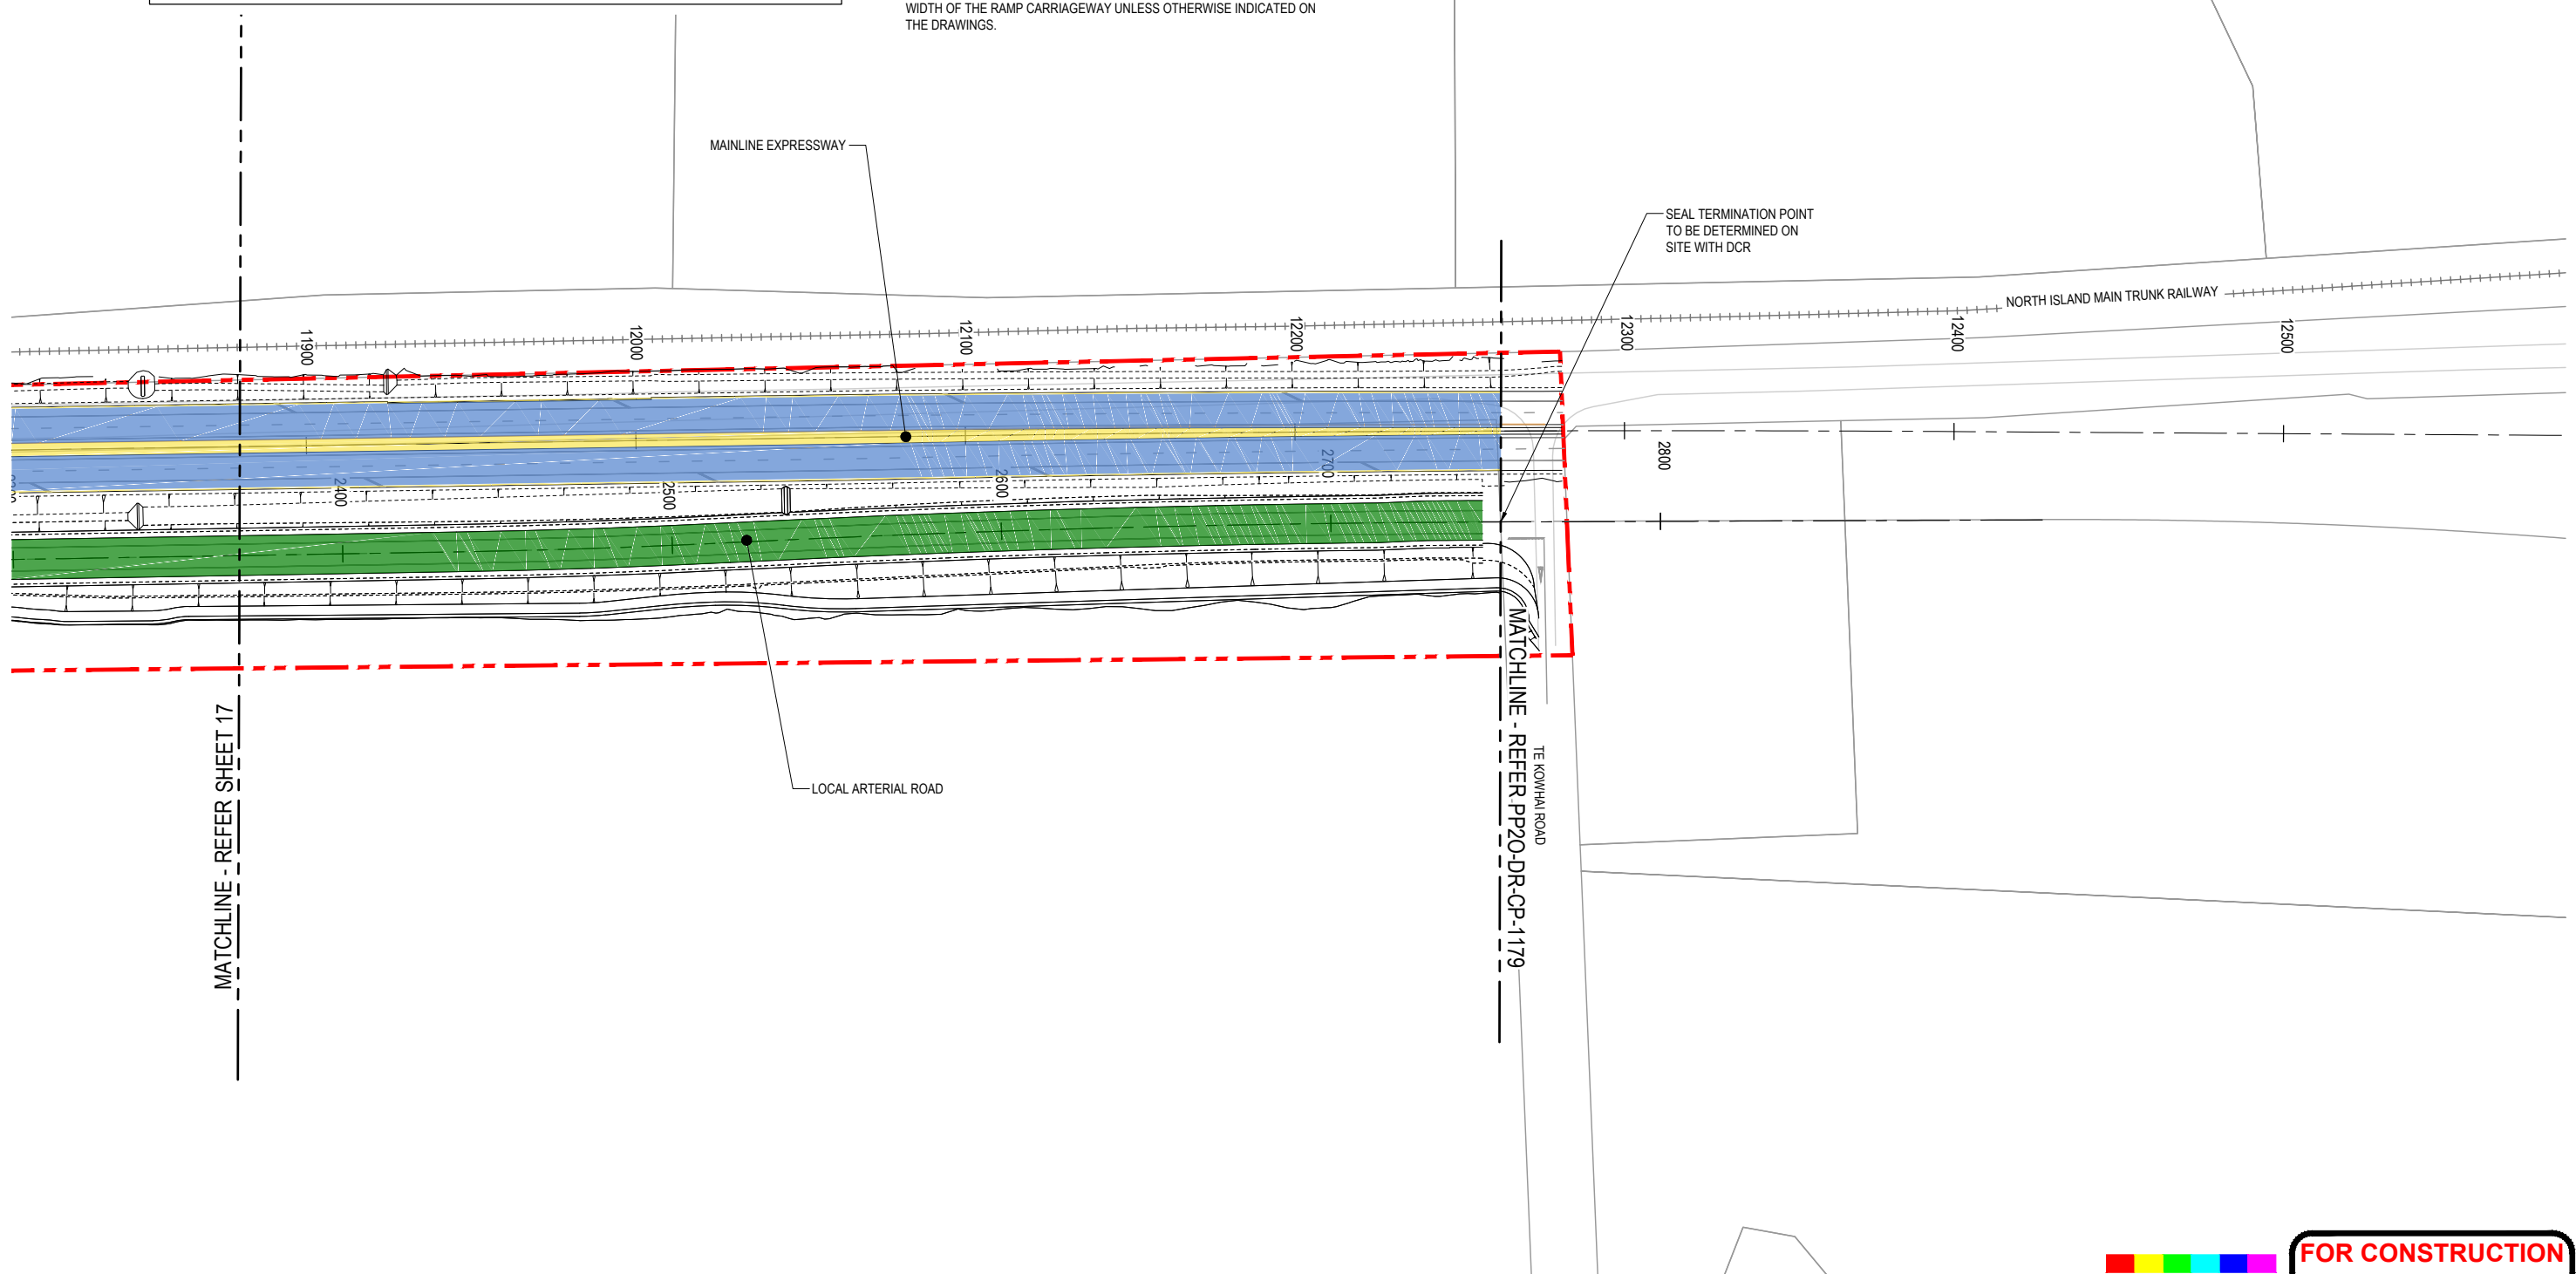 WIDTH OF THE RAMP CARRIAGEWAY UNLESS OTHERWISE INDICATED ON
THE DRAWINGS.
MAINLINE EXPRESSWAY
SEAL TERMINATION POINT
TO BE DETERMINED ON
SITE WITH DCR
NORTH ISLAND MAIN TRUNK RAILWAY
11900
12000
12100
12200
12300
12400
12500
2400
2500
2600
2700
2800
LOCAL ARTERIAL ROAD
MATCHLINE - REFER SHEET 17
MATCHLINE - REFER PP2O-DR-CP-1179
TE KOWHAI ROAD
FOR CONSTRUCTION